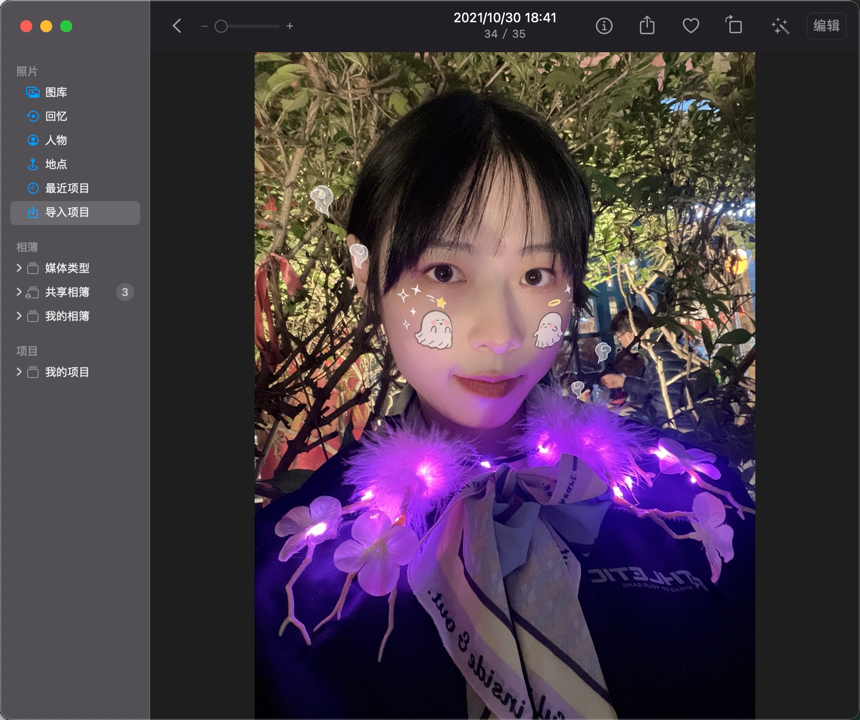 2021/10/30 18:41
34 / 35
编辑
照片
图库
回忆
人物
地点
最近项目
导入项目
相簿
媒体类型
共享相簿
3
我的相簿
项目
我的项目
ATHLETIC
inside & out.